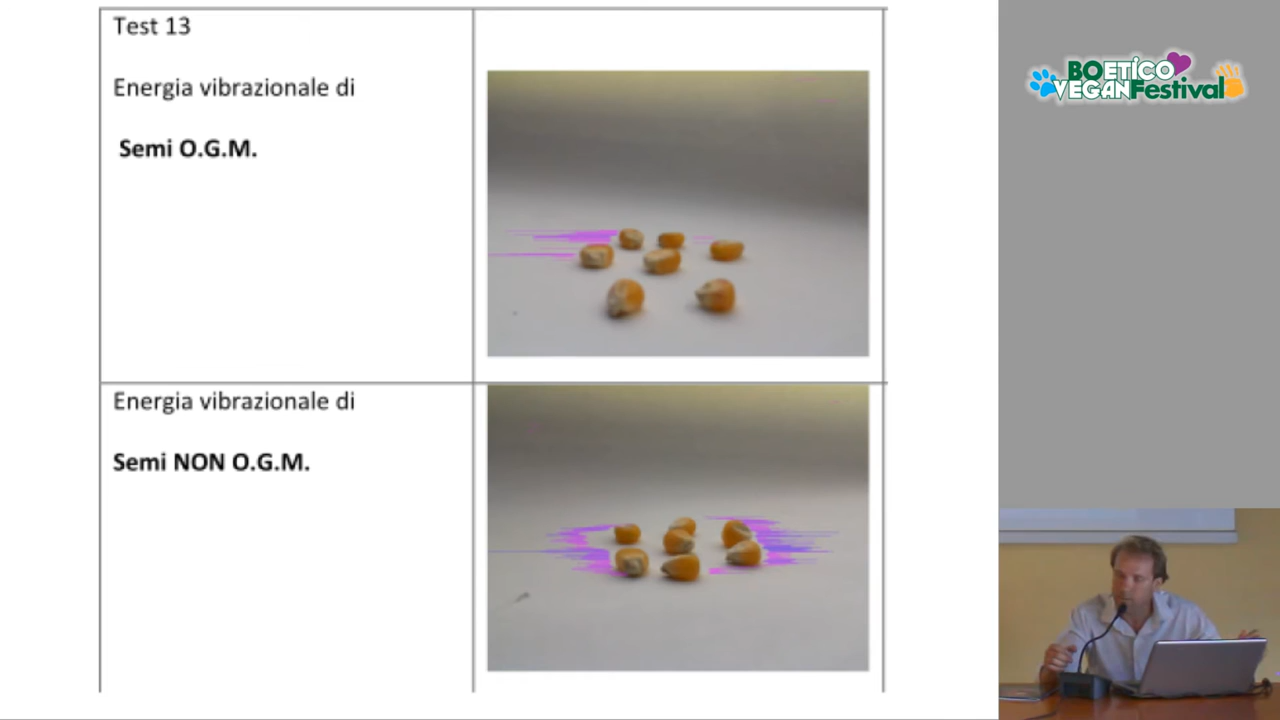 Test 13
Energia vibrazionale di
Semi O.G.M.
Energia vibrazionale di
Semi NON O.G.M.
BOETICO
VEGANFestival